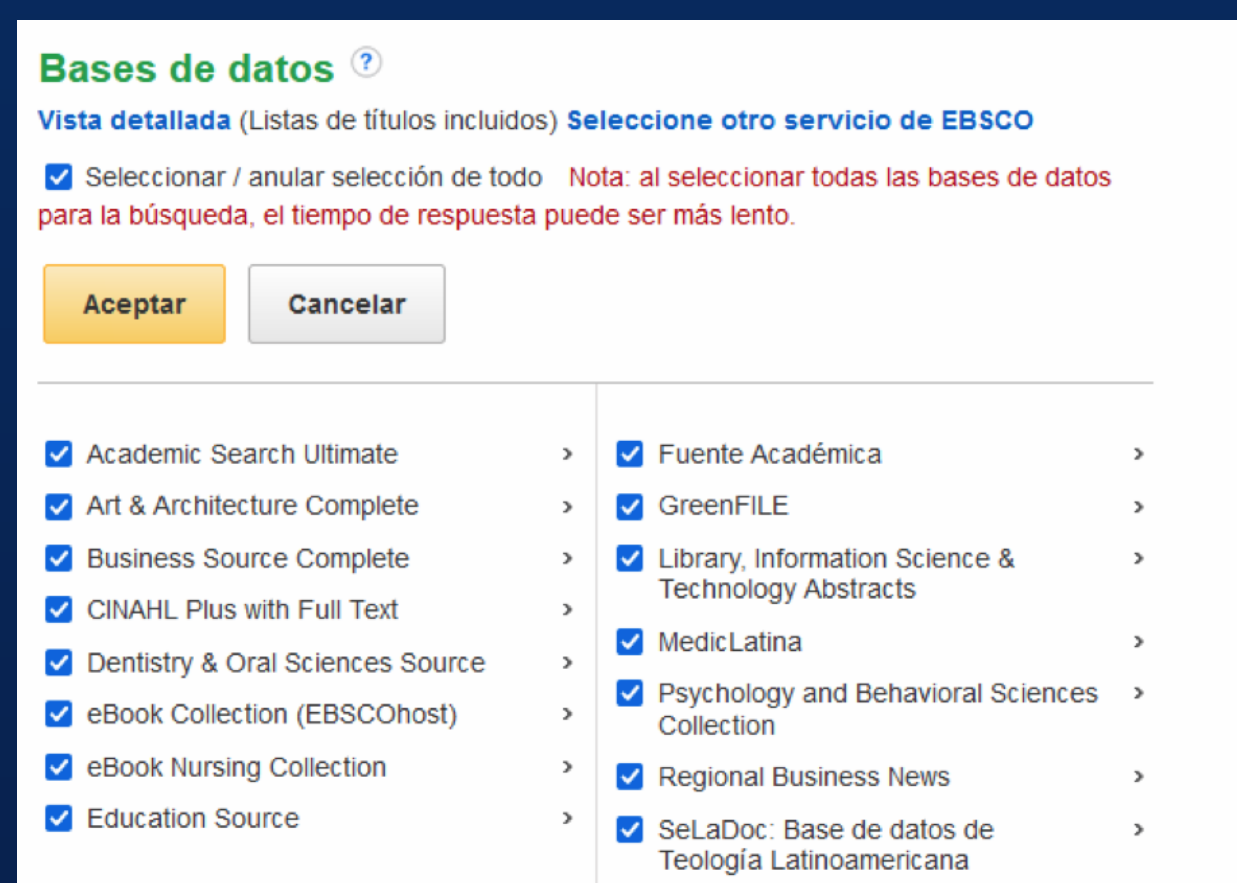 Bases de datos ?
Vista detallada (Listas de títulos incluidos) Seleccione otro servicio de EBSCO
Seleccionar / anular selección de todo Nota: al seleccionar todas las bases de datos
para la búsqueda, el tiempo de respuesta puede ser más lento.
Aceptar Cancelar
Academic Search Ultimate
Art & Architecture Complete
Business Source Complete
CINAHL Plus with Full Text
Dentistry & Oral Sciences Source
eBook Collection (EBSCOhost)
eBook Nursing Collection
Education Source
Fuente Académica
GreenFILE
Library, Information Science &
Technology Abstracts
MedicLatina
Psychology and Behavioral Sciences
Collection
Regional Business News
SeLaDoc: Base de datos de
Teología Latinoamericana